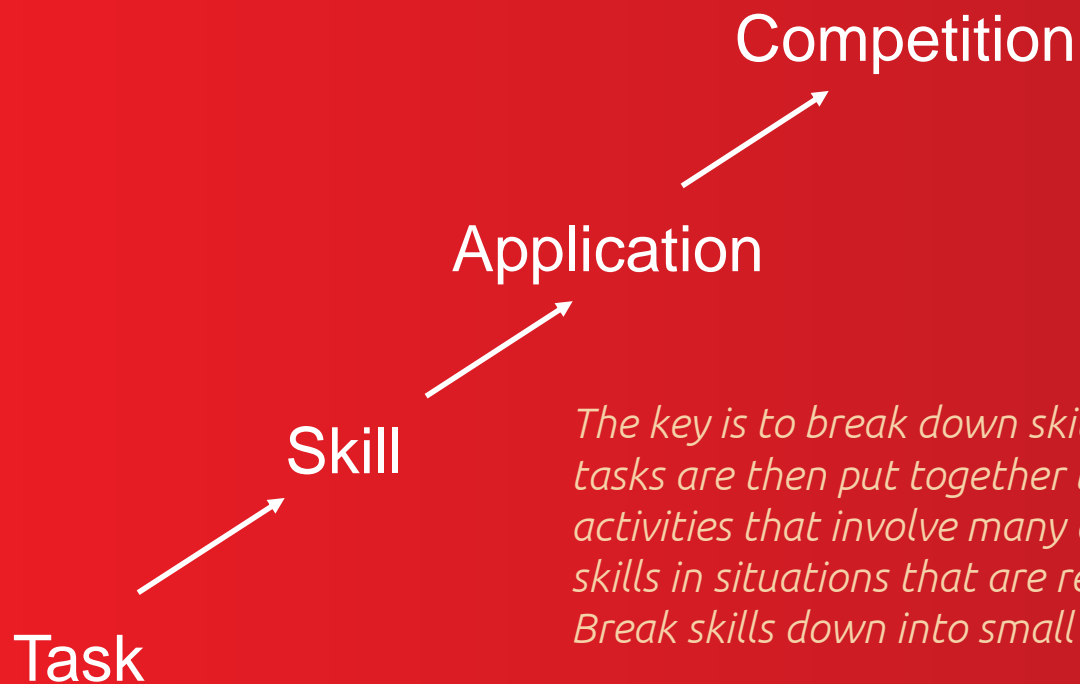 Competition
Application
Skill
The key is to break down
tasks are then put together
activities that involve many
skills in situations that are
Break skills down into small
Task